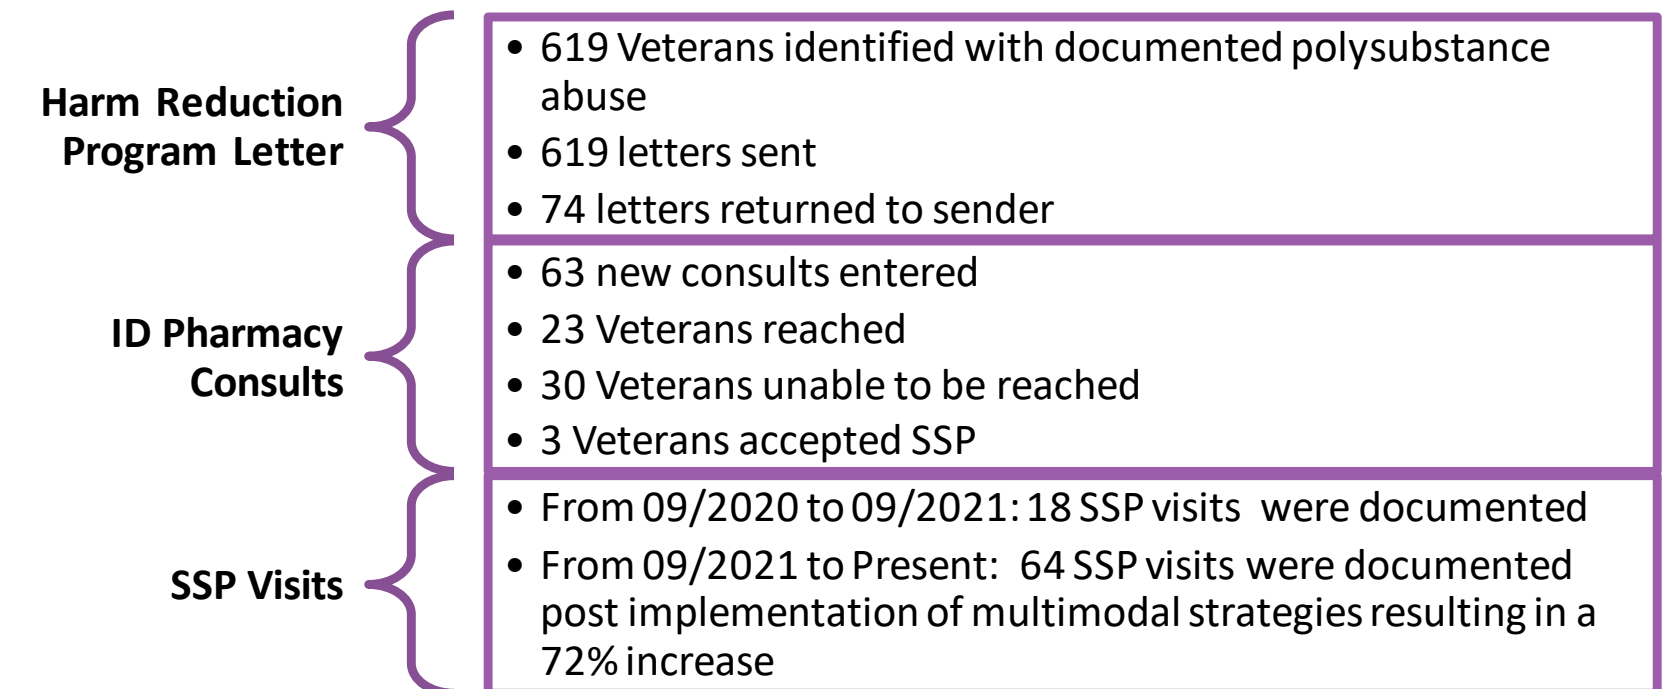 Harm Reduction
Program Letter
• 619 Veterans identified with documented polysubstance
abuse
• 619 letters sent
• 74 letters returned to sender
ID Pharmacy
Consults
• 63 new consults entered
• 23 Veterans reached
• 30 Veterans unable to be reached
• 3 Veterans accepted SSP
SSP Visits
• From 09/2020 to 09/2021: 18 SSP visits were documented
• From 09/2021 to Present: 64 SSP visits were documented
post implementation of multimodal strategies resulting in a
72% increase